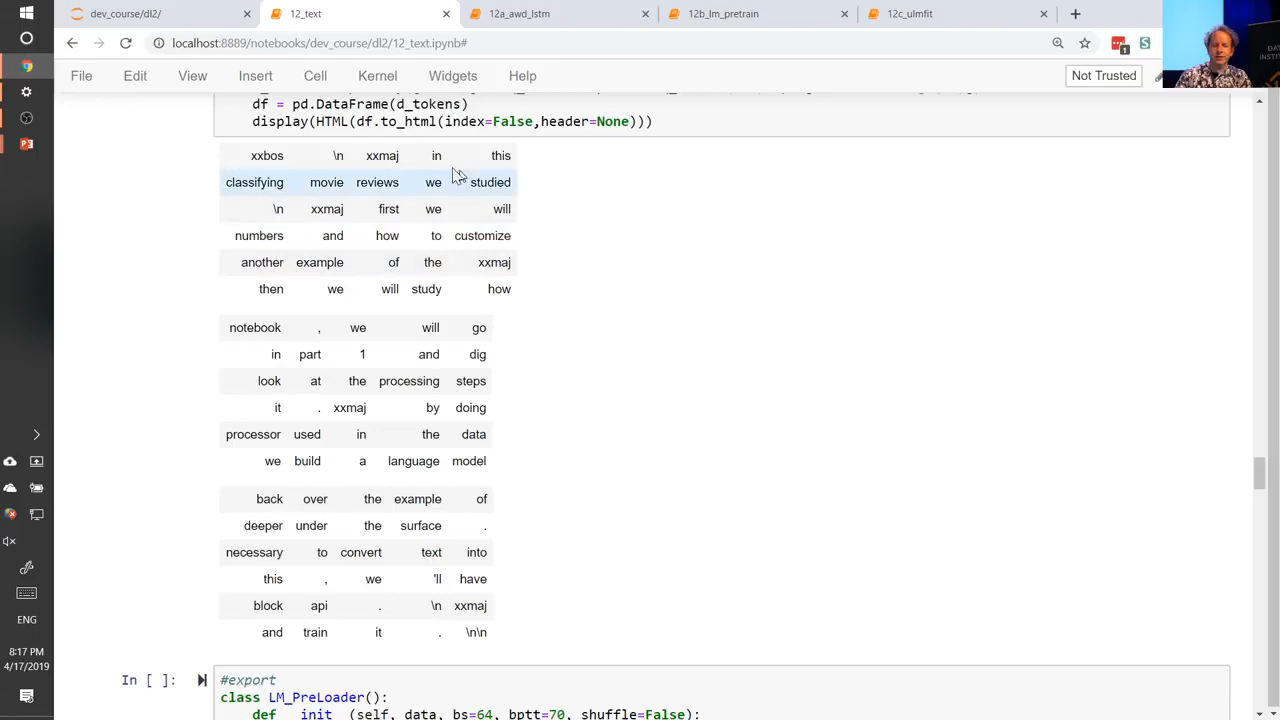 dev_course/dl2/
12_text
12a_awd_lstm
12b_lm_pretrain
12c_ulmfit
localhost:8889/notebooks/dev_course/dl2/12_text.ipynb#
File Edit View Insert Cell Kernel Widgets Help
Not Trusted
df = pd.DataFrame(d_tokens)
display(HTML(df.to_html(index=False,header=None)))
xxbos \n xxmaj in this
classifying movie reviews we studied
\n xxmaj first we will
numbers and how to customize
another example of the xxmaj
then we will study how
notebook , we will go
in part 1 and dig
look at the processing steps
it . xxmaj by doing
processor used in the data
we build a language model
back over the example of
deeper under the surface .
necessary to convert text into
this , we 'll have
block api . \n xxmaj
and train it . \n\n
In [ ]:
#export
class LM_PreLoader():
def __init__(self, data, bs=64, bptt=70, shuffle=False):
ENG
8:17 PM
4/17/2019